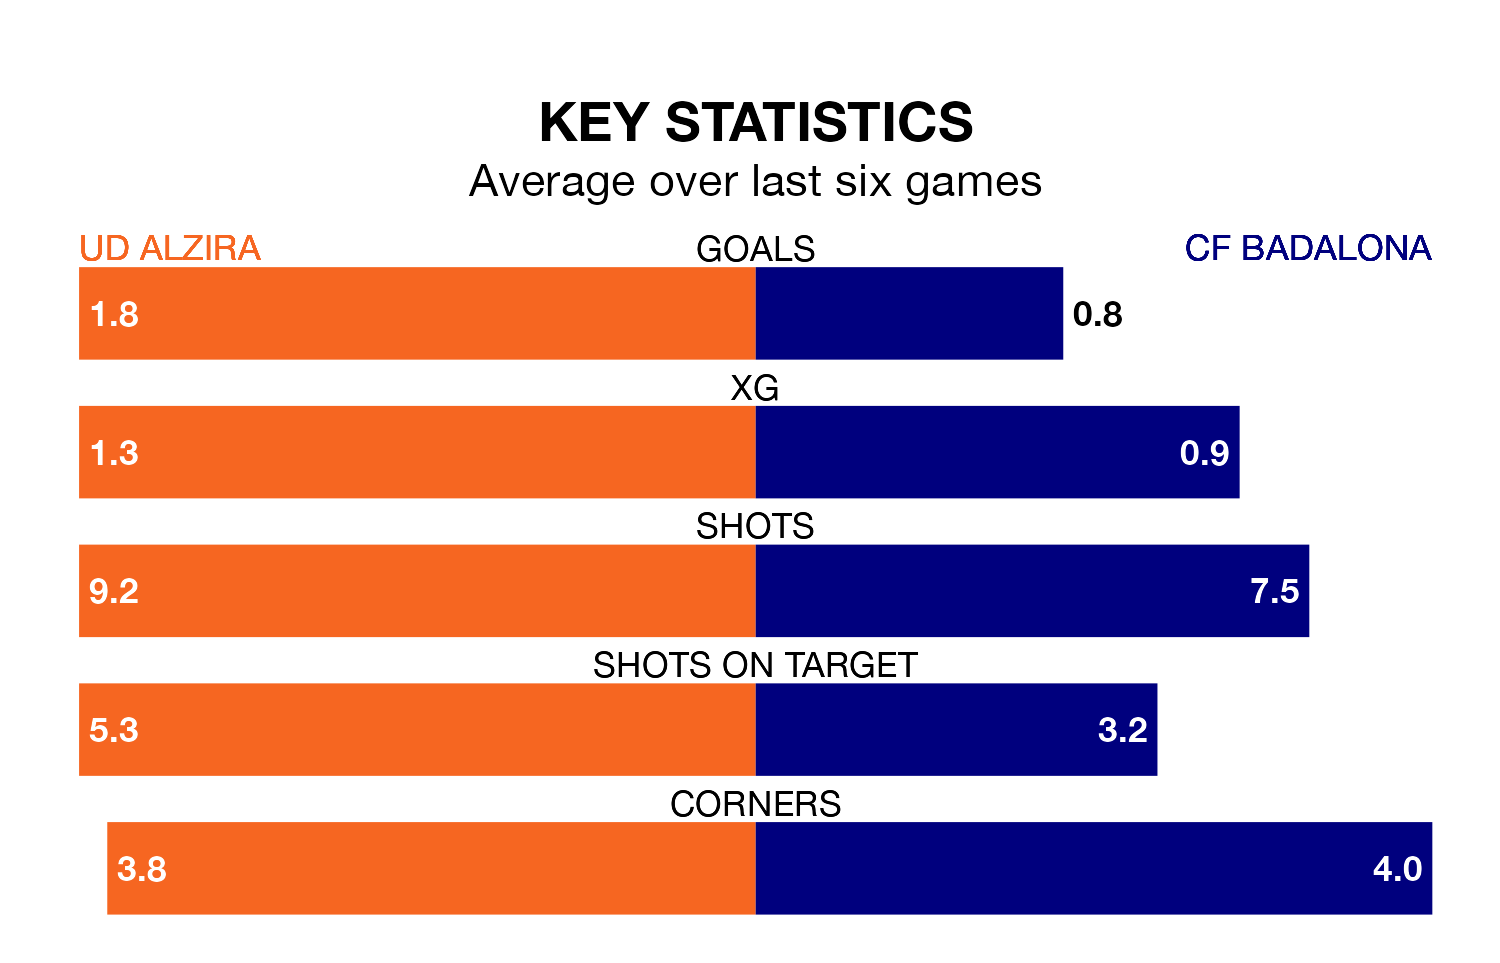 KEY STATISTICS
Average over last six games
UD ALZIRA GOALS CF BADALONA
1.8 0.8
XG
1.3 0.9
SHOTS
9.2 7.5
SHOTS ON TARGET
5.3 3.2
CORNERS
3.8 4.0